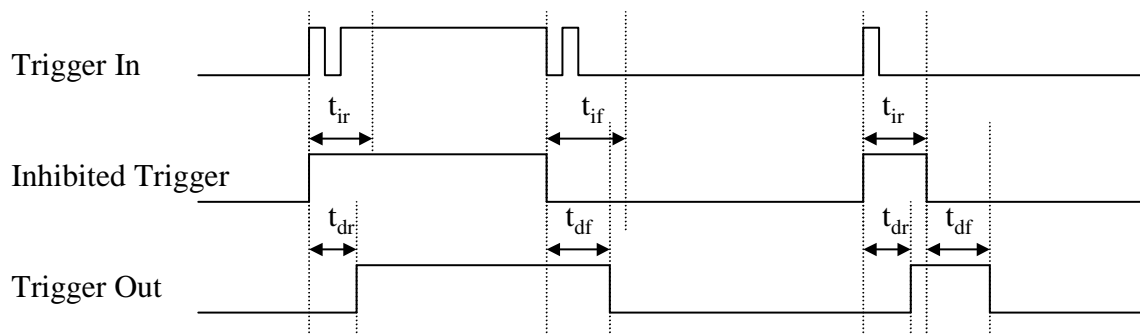 Trigger In
t_ir t_if t_ir
Inhibited Trigger
t_dr t_df t_dr t_df
Trigger Out